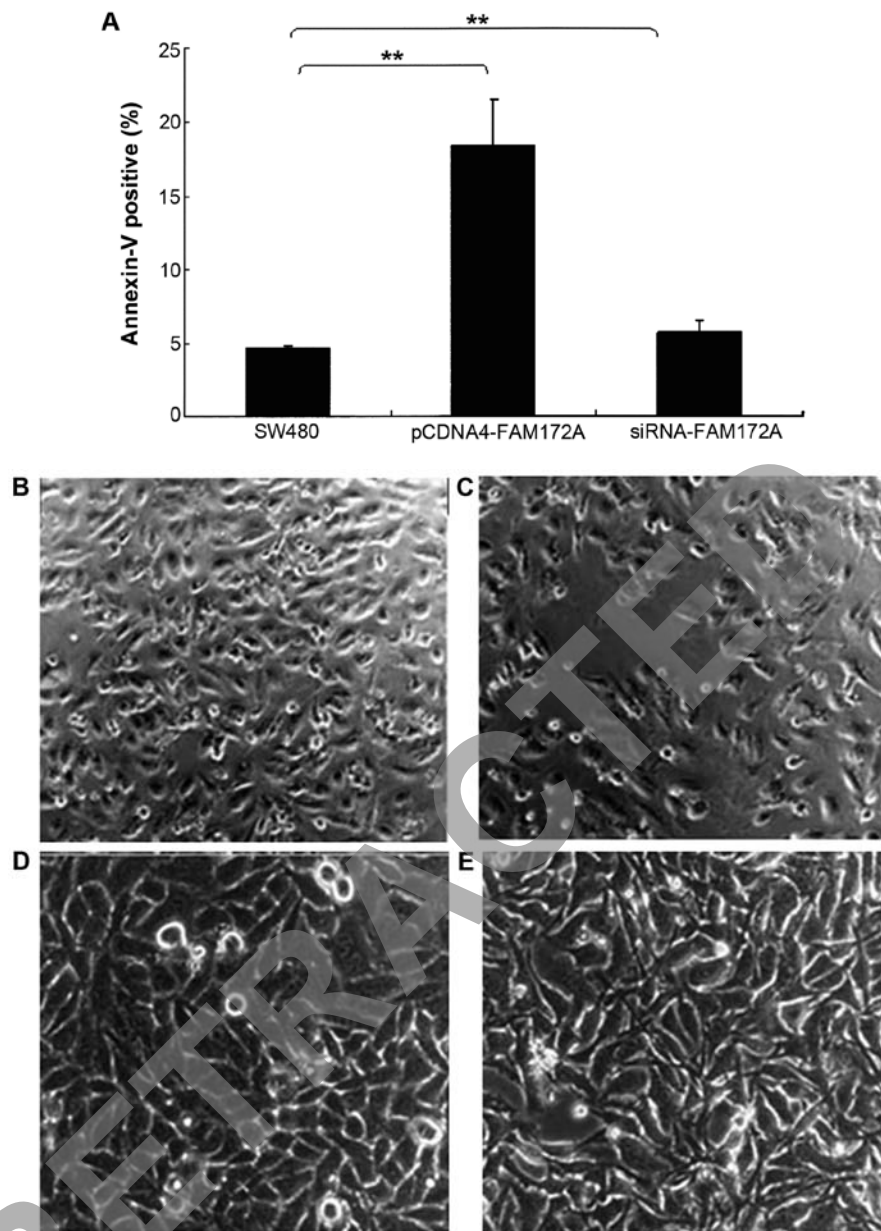 A
**
**
25
20
15
10
5
0
Annexin-V positive (%)
SW480 pCDNA4-FAM172A siRNA-FAM172A
B C
D E
RETRACTED